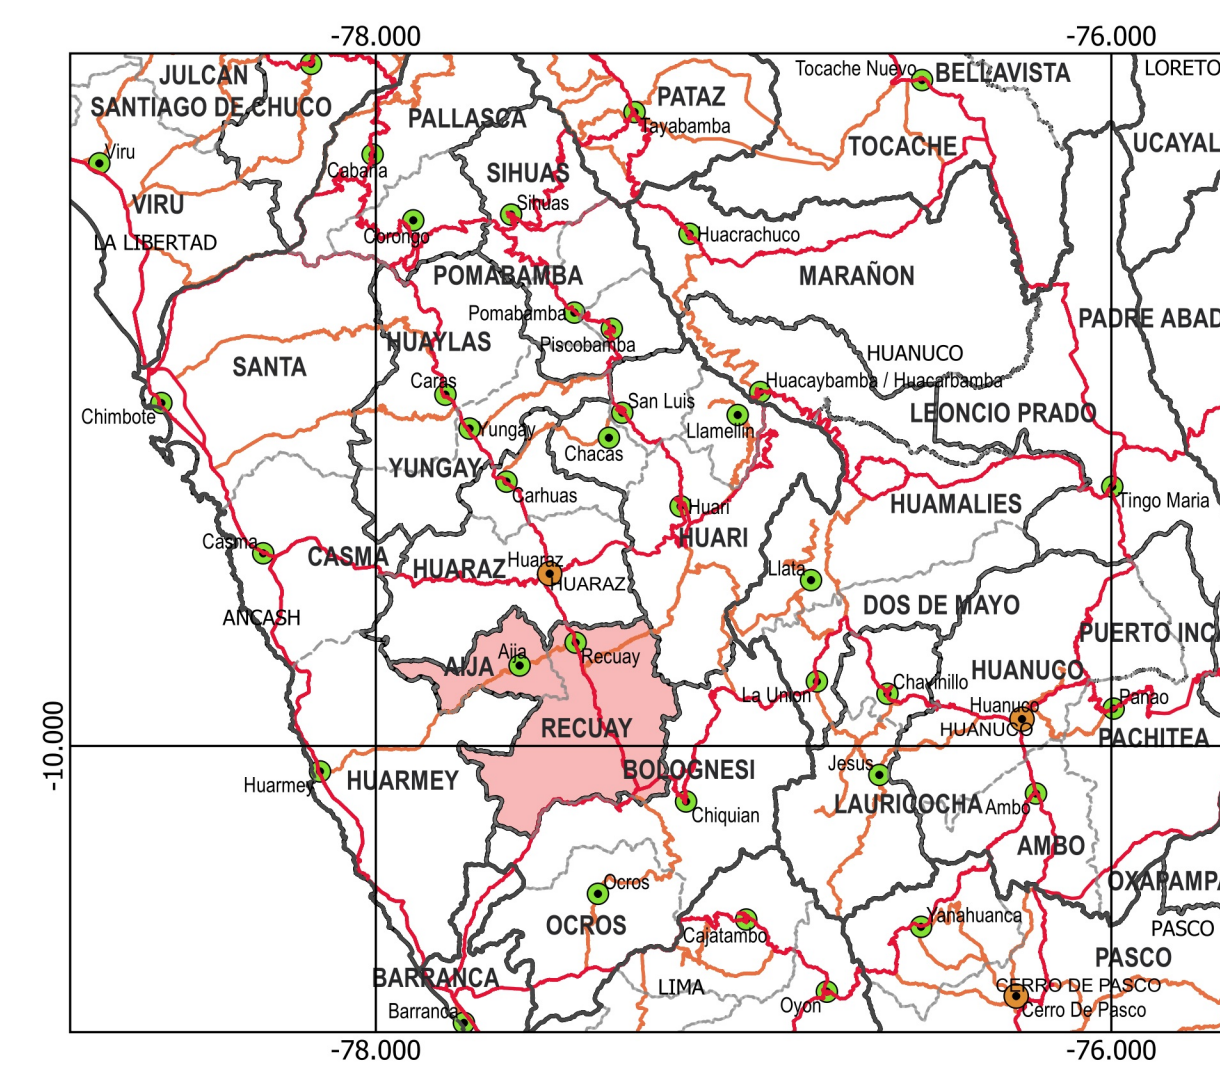 -78.000
-76.000
JULCAN
Tocache Nuevo
BELLAVISTA
LORETO
SANTIAGO DE CHUCO
PATAZ
PALLASCA
Tayabamba
TOCACHE
UCAYAL
Viru
Cabana
SIHUAS
VIRU
Sihuas
LA LIBERTAD
Corongo
Huacrachuco
POMABAMBA
MARAÑON
Pomabamba
PADRE ABAD
HUAYLAS
Piscobamba
HUANUCO
SANTA
Caras
Huacaybamba / Huacarbamba
San Luis
Chimbote
LEONCIO PRADO
Yungay
Llamellin
Chacas
YUNGAY
Carhuas
Tingo Maria
Huari
HUAMALIES
Casma
HUARI
CASMA
Huaraz
HUARAZ
HUARAZ
Llata
ANCASH
DOS DE MAYO
PUERTO INCA
Aija
AIJA
Recuay
HUANUCO
La Union
Chavinillo
Panao
Huanuco
RECUAY
HUANUCO
PACHITEA
-10.000
BOLOGNESI
Jesus
Huarmey
HUARMEY
LAURICOCHA
Ambo
Chiquian
AMBO
Ocros
OXAPAMPA
OCROS
Yanahuanca
Cajatambo
PASCO
PASCO
BARRANCA
LIMA
CERRO DE PASCO
Barranca
Oyon
Cerro De Pasco
-78.000
-76.000